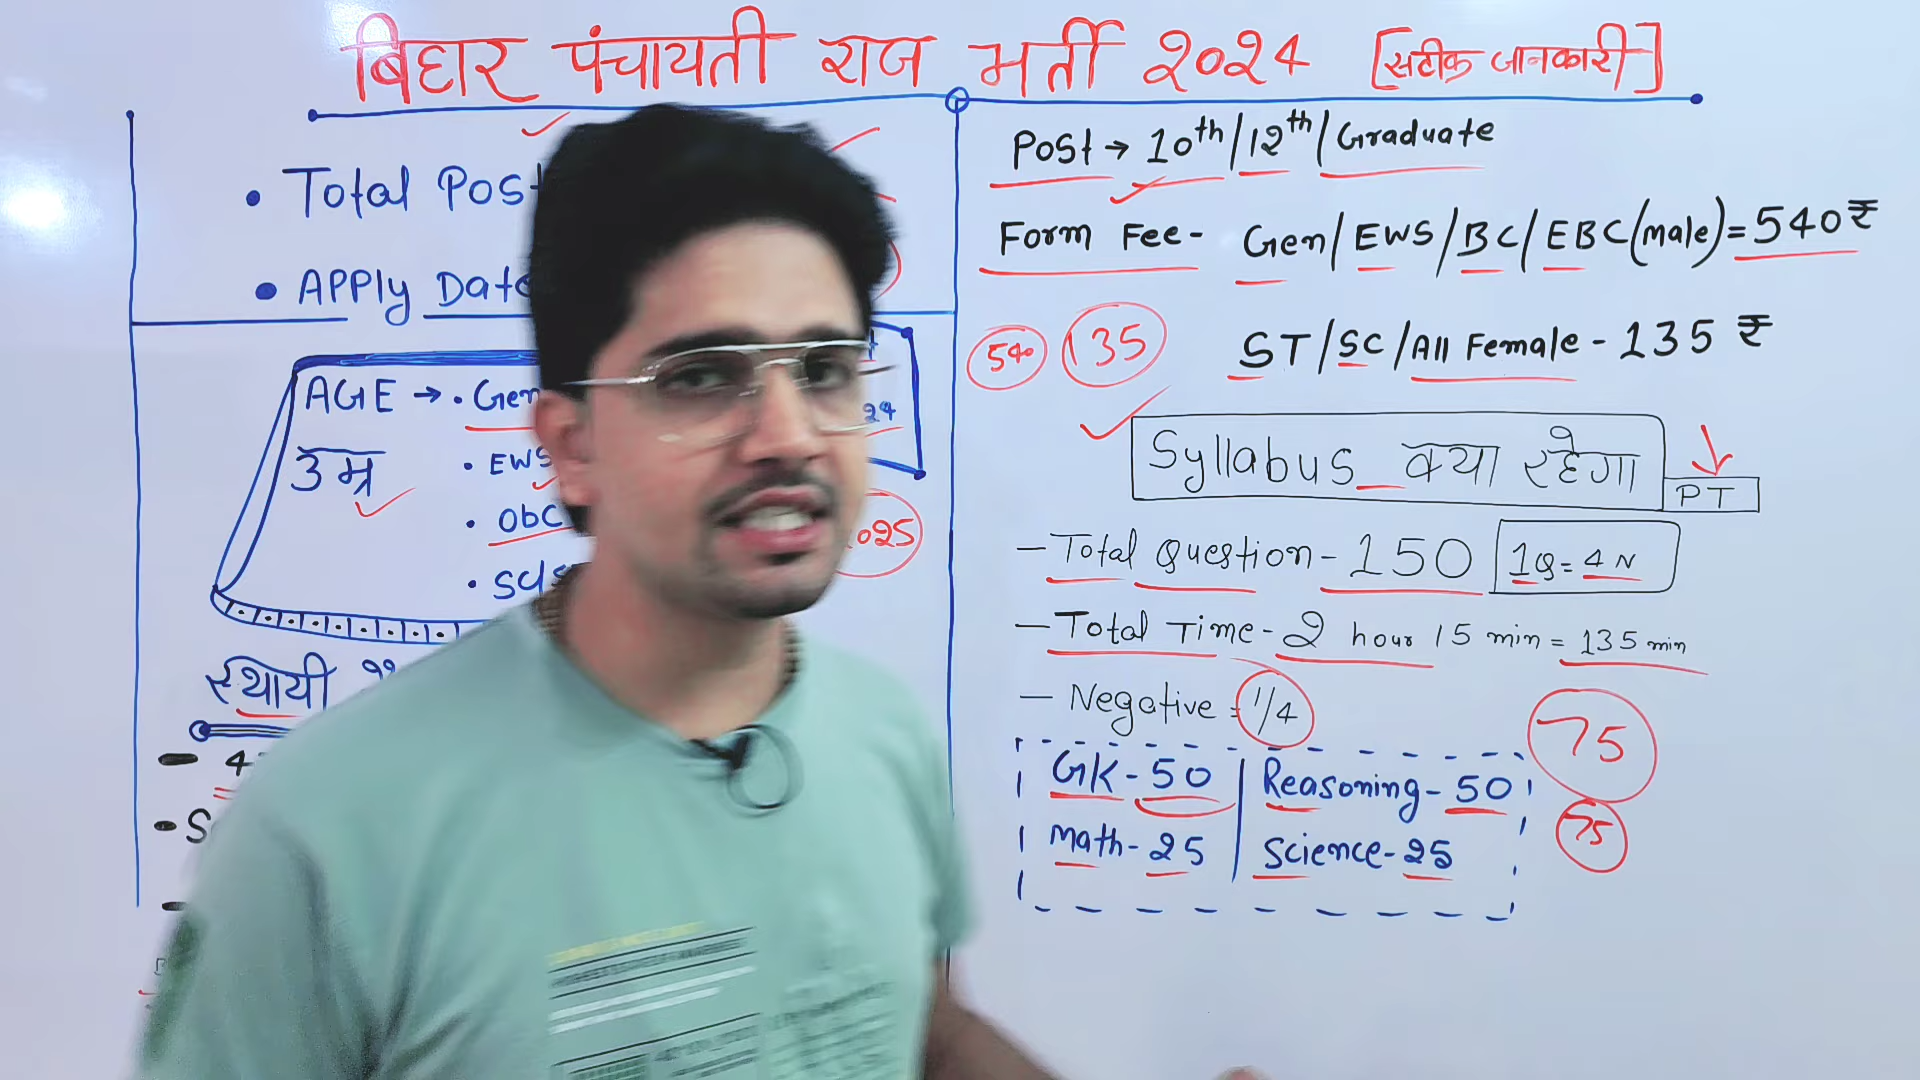 बिहार पंचायती राज भर्ती 2024 [सटीक जानकारी]
• Total Post
• APPly Date
AGE → • Gen
उम्र
• EWS
• ObC
• Sc/S
24
2025
स्थायी
4
Post → 10th/12th/Graduate
Form Fee- Gen/EWS/BC/EBC(male)=540₹
540 135 ST/SC/All Female - 135 ₹
Syllabus क्या रहेगा
PT
- Total Question - 150 1Q = 4 N
- Total Time - 2 hour 15 min = 135 min
- Negative = 1/4
75
GK - 50 | Reasoning - 50
75
Math - 25 | Science - 25